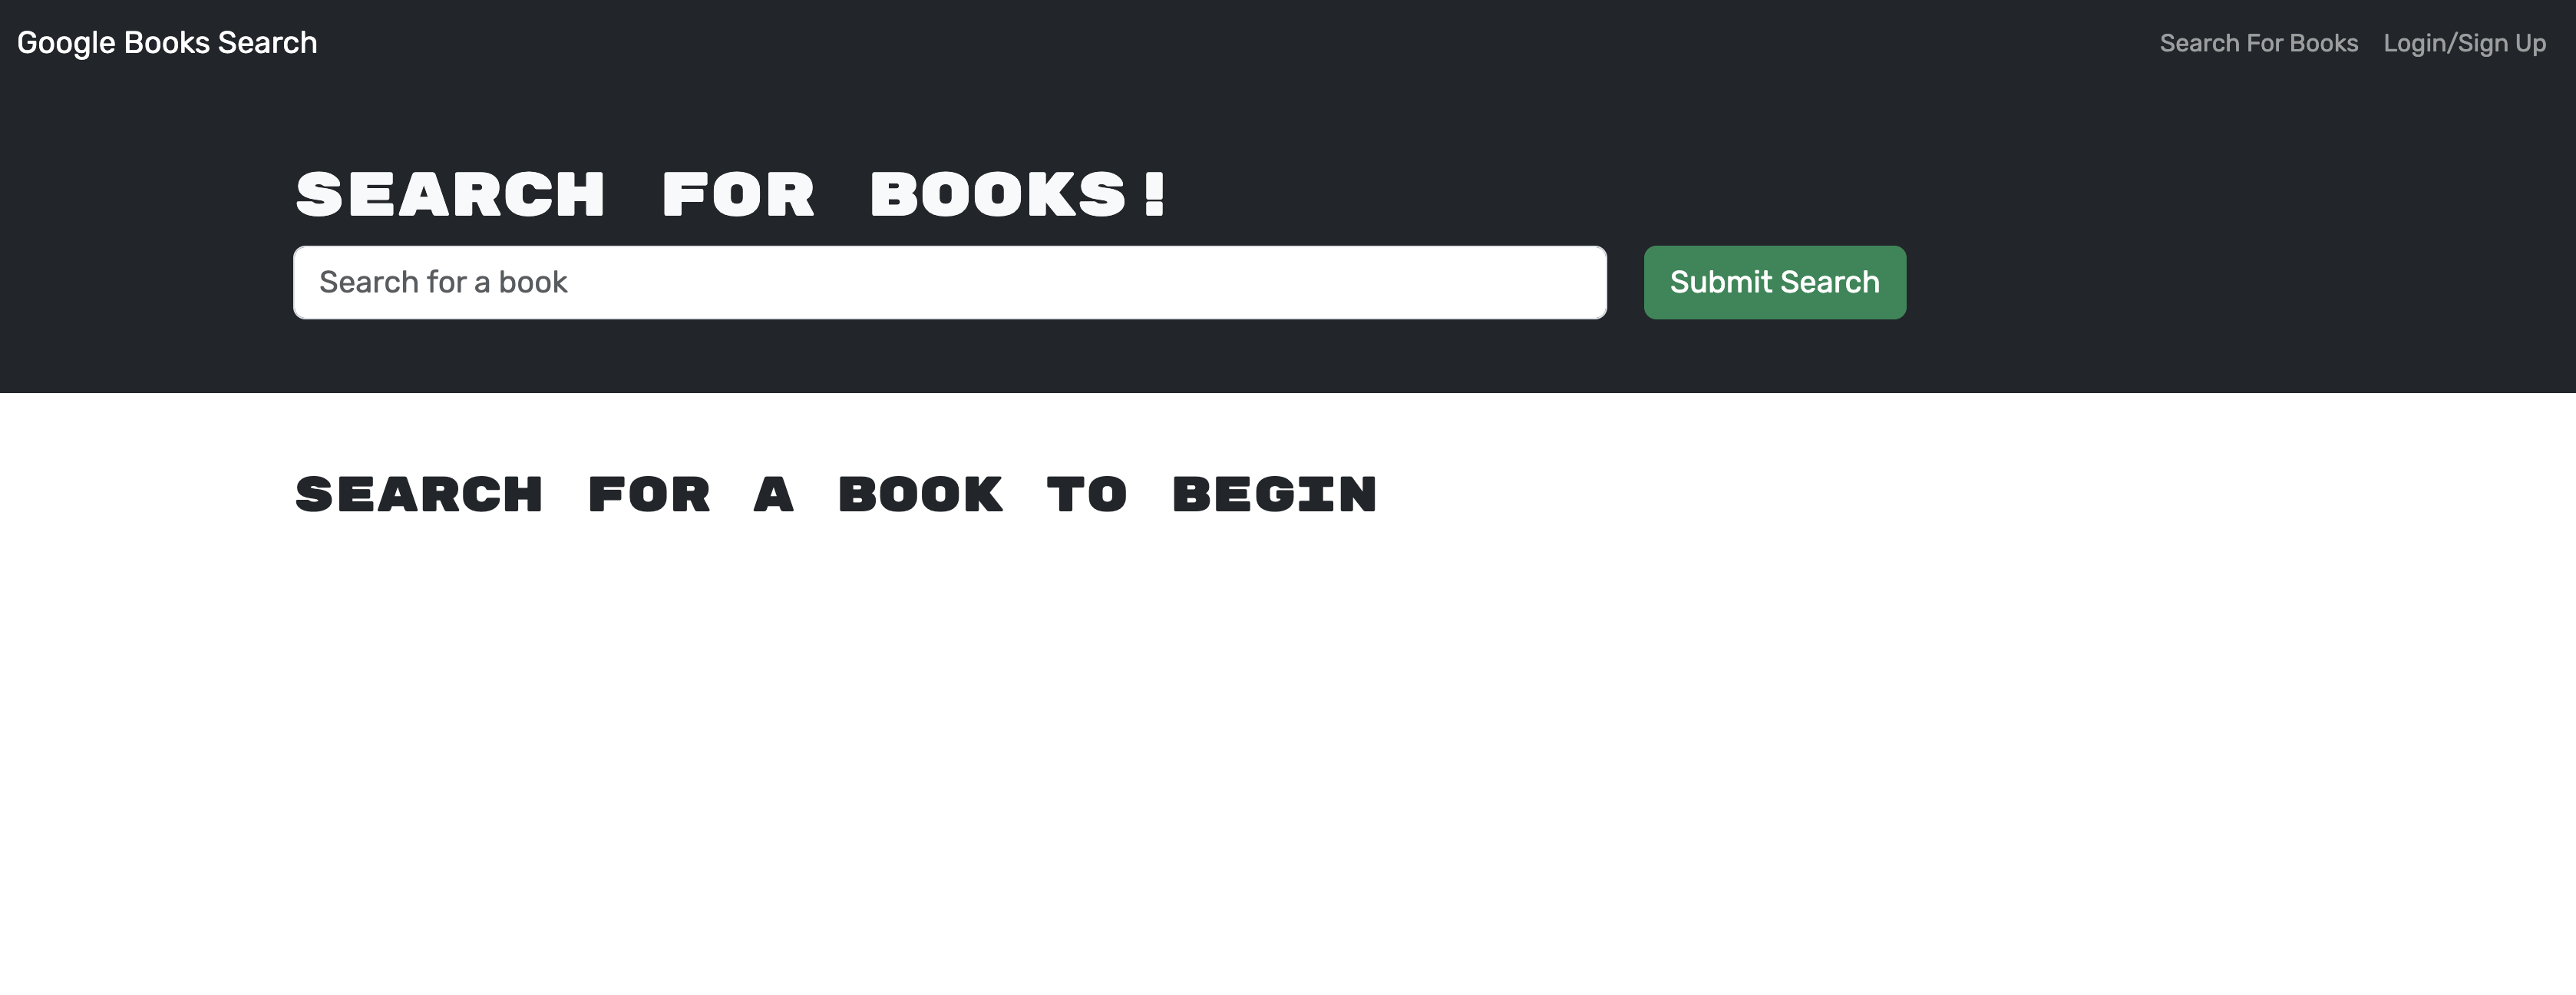 Google Books Search
Search For Books
Login/Sign Up
SEARCH FOR BOOKS!
Search for a book
Submit Search
SEARCH FOR A BOOK TO BEGIN